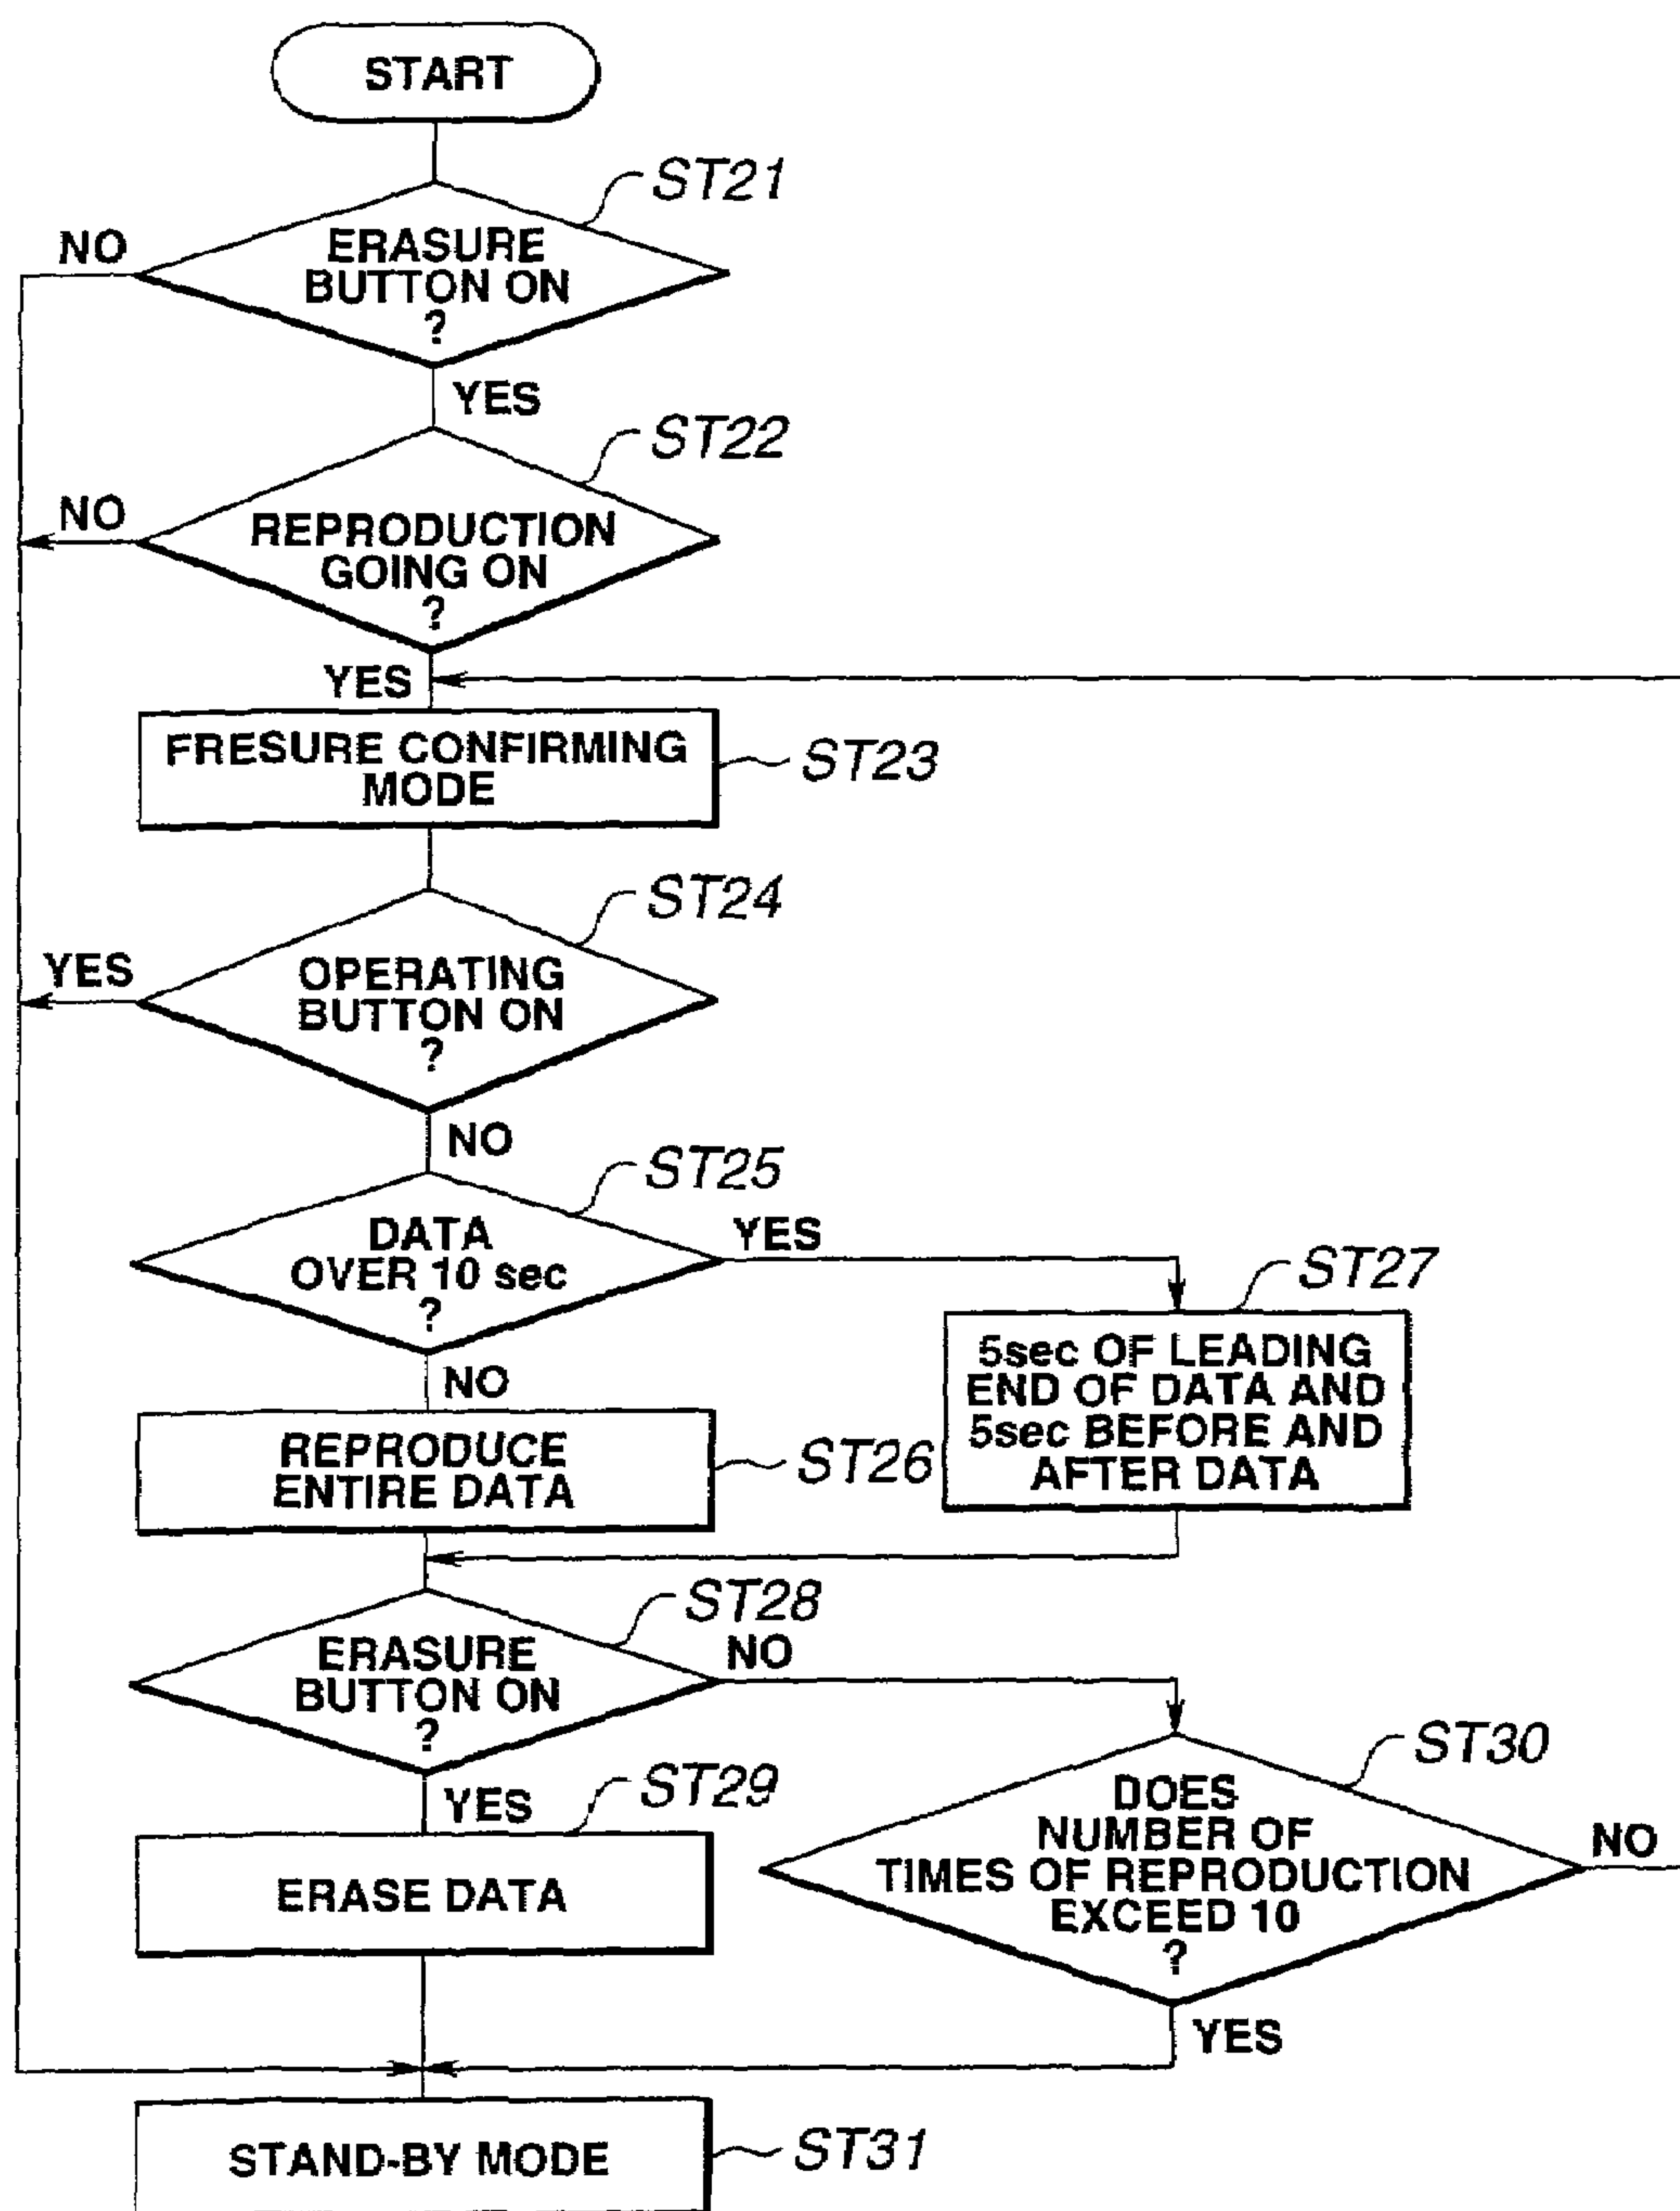 START
ST21
NO
ERASURE
BUTTON ON
?
YES
ST22
NO
REPRODUCTION
GOING ON
?
YES
FRESURE CONFIRMING
MODE
ST23
ST24
YES
OPERATING
BUTTON ON
?
NO
ST25
DATA
OVER 10 sec
?
YES
ST27
5sec OF LEADING
END OF DATA AND
5sec BEFORE AND
AFTER DATA
NO
REPRODUCE
ENTIRE DATA
ST26
ST28
ERASURE
BUTTON ON
?
NO
YES
ST29
ERASE DATA
ST30
DOES
NUMBER OF
TIMES OF REPRODUCTION
EXCEED 10
?
NO
YES
STAND-BY MODE
ST31